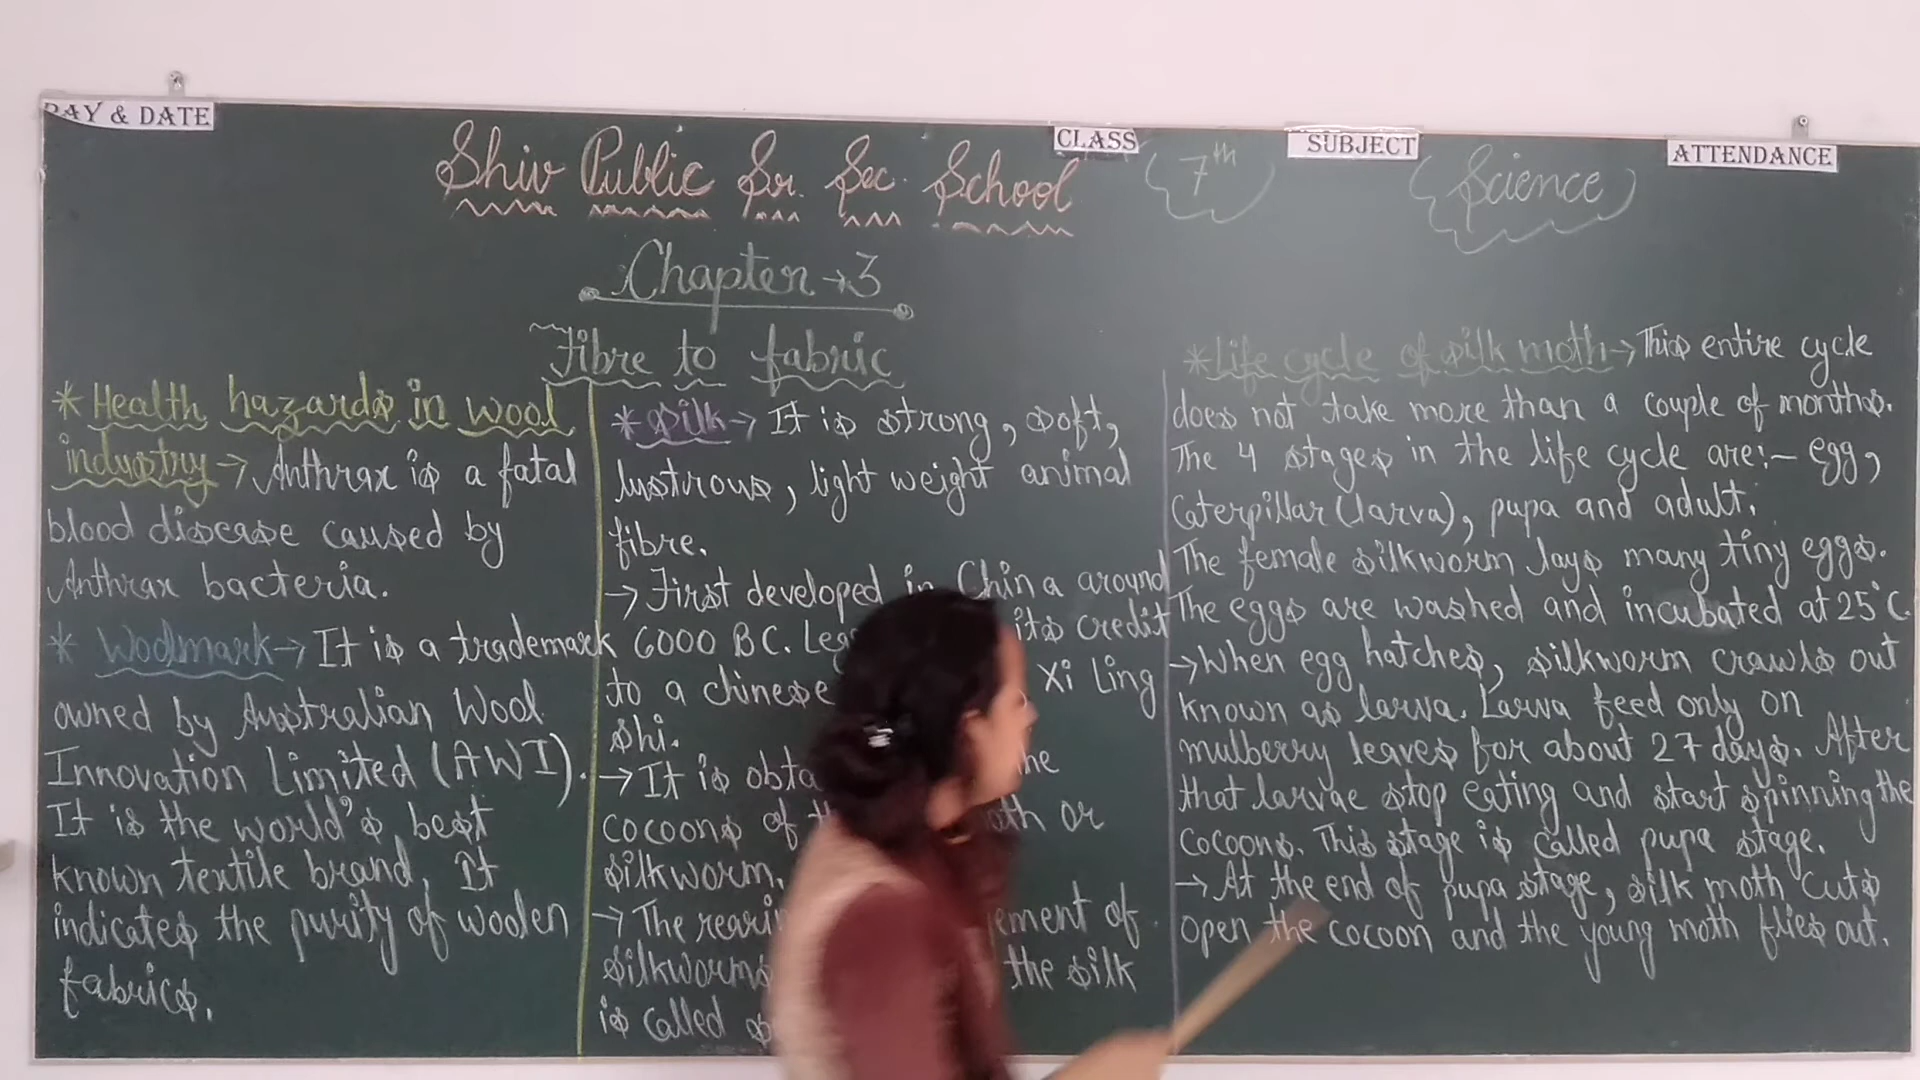 DAY & DATE
CLASS
SUBJECT
ATTENDANCE
Shiv Public Sr. Sec. School
7th
Science
Chapter → 3
Fibre to fabric
* Health hazards in wool
industry → Anthrax is a fatal
blood disease caused by
Anthrax bacteria.
* Woolmark → It is a trademark
owned by Australian Wool
Innovation Limited (AWI).
It is the world's best
known textile brand. It
indicates the purity of woolen
fabrics.
* Silk → It is strong, soft,
lustrous, light weight animal
fibre.
→ First developed in China around
6000 BC. its credit
to a chinese Xi Ling
Shi.
→ It is
cocoons of or
silkworm.
→ The of
silkworms the silk
is called
* Life cycle of silk moth → This entire cycle
does not take more than a couple of months.
The 4 stages in the life cycle are:- egg,
Caterpillar (larva), pupa and adult.
The female silkworm lays many tiny eggs.
The eggs are washed and incubated at 25°C.
→ When egg hatches, silkworm crawls out
known as larva. Larva feed only on
mulberry leaves for about 27 days. After
that larvae stop eating and start spinning the
cocoons. This stage is called pupa stage.
→ At the end of pupa stage, silk moth cuts
open the cocoon and the young moth flies out.